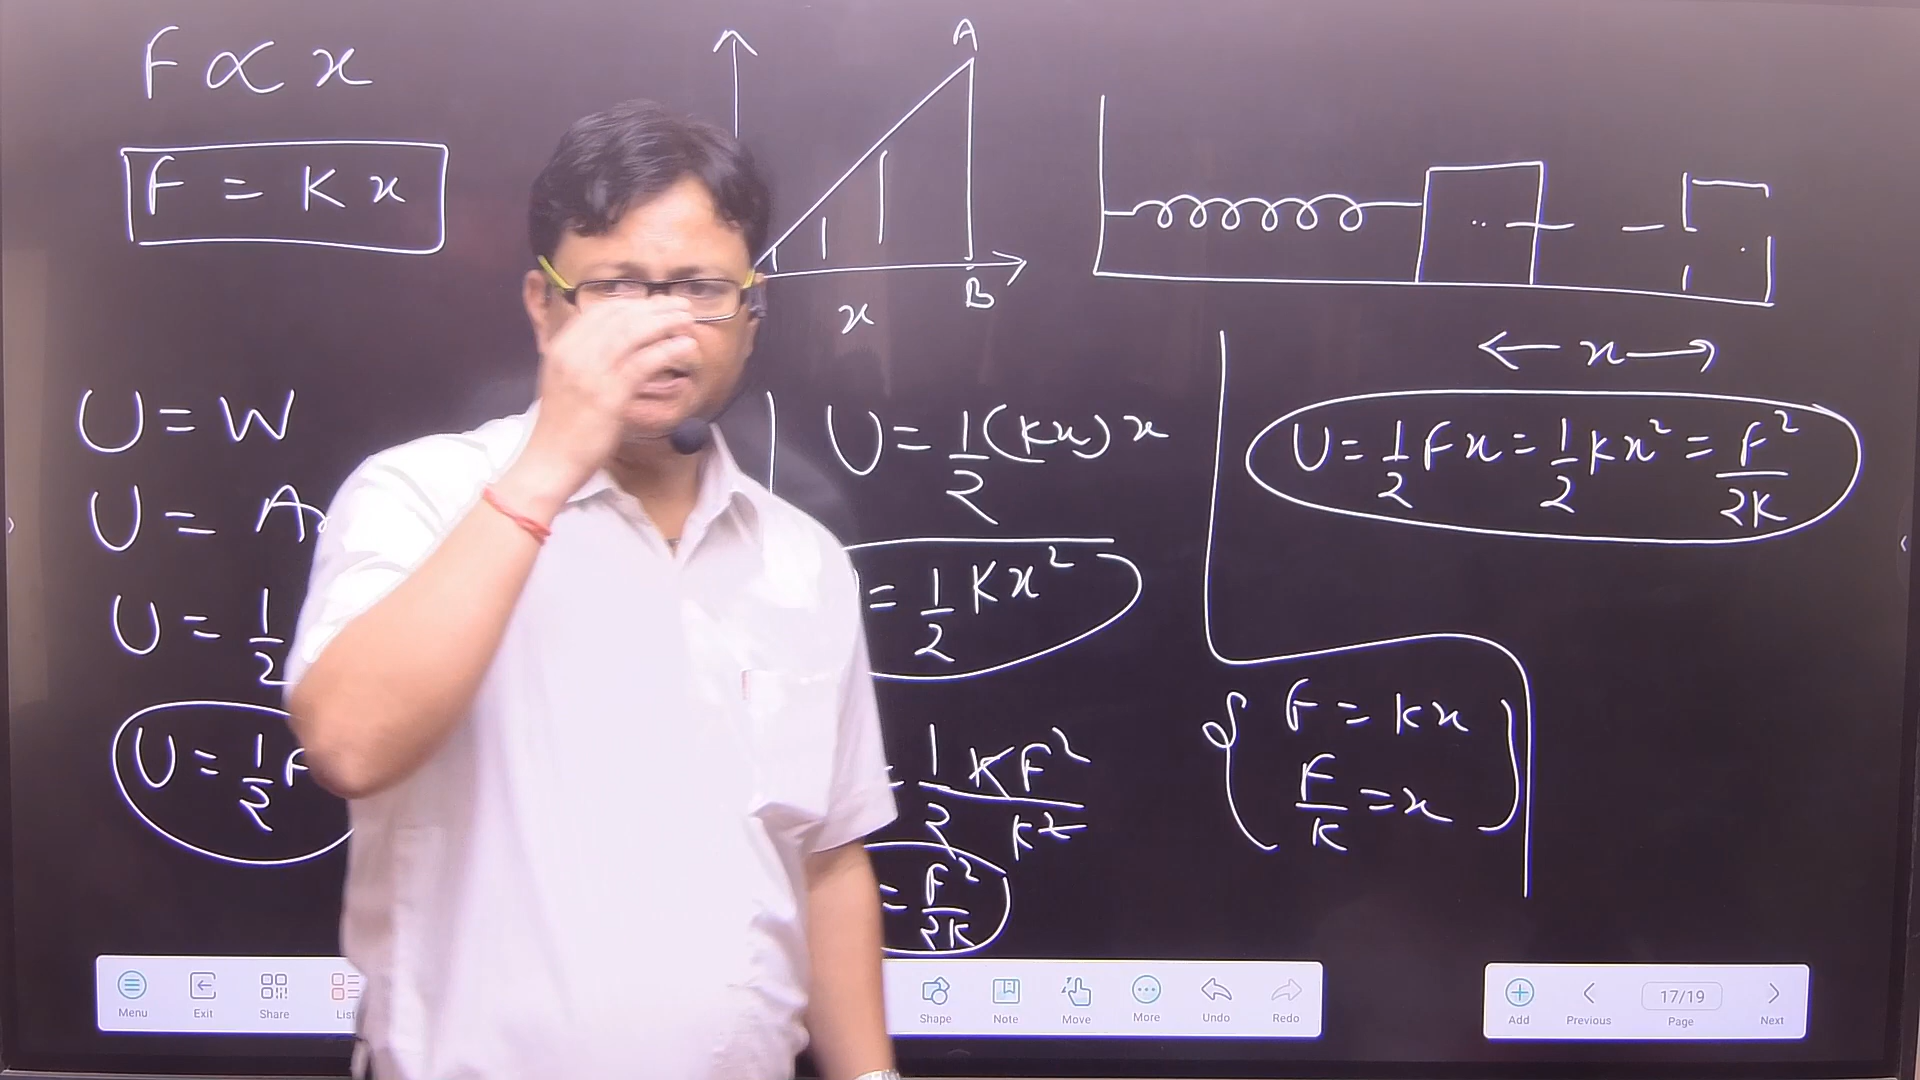 F ∝ x
F = Kx
A
B
x
U = W
U =
U = 1/2
U = 1/2 F
U = 1/2 (Kx) x
= 1/2 Kx²
= 1/2 KF²/K²
= F²/2K
← x →
U = 1/2 Fx = 1/2 Kx² = F²/2K
{ F = Kx
F/K = x }
Menu Exit Share List Shape Note Move More Undo Redo
Add Previous 17/19 Page Next